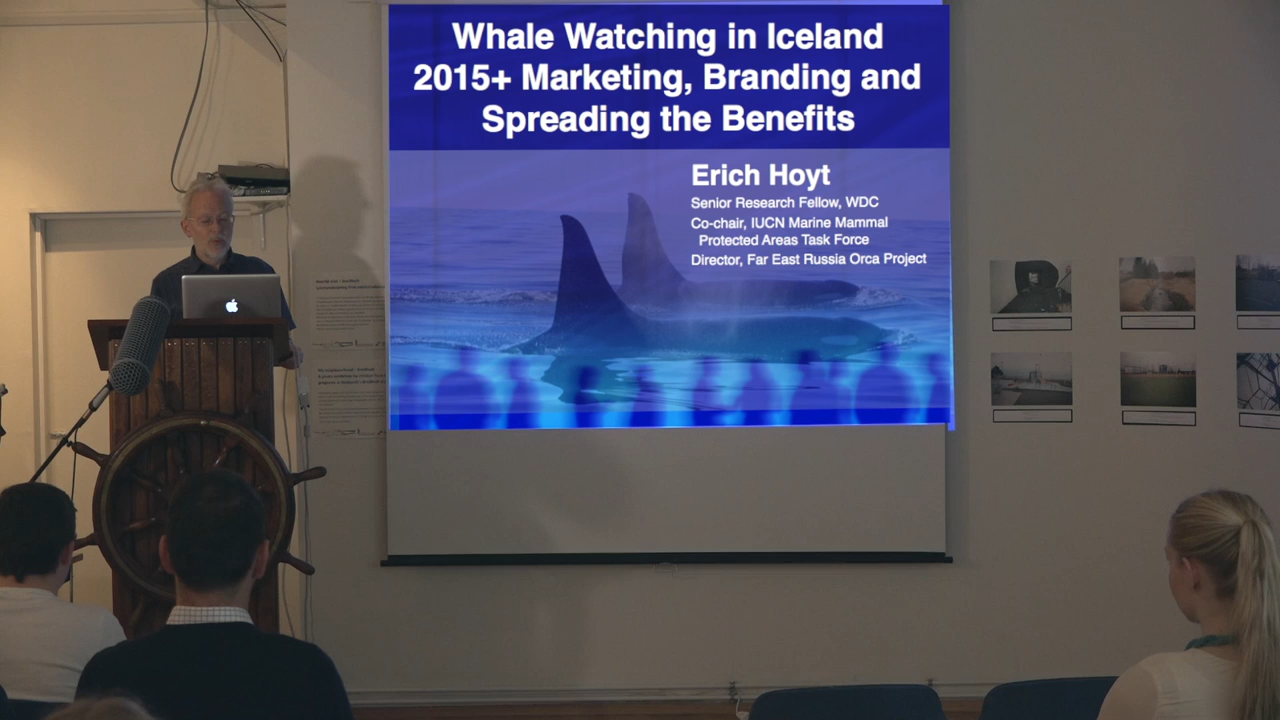 Whale Watching in Iceland
2015+ Marketing, Branding and
Spreading the Benefits
Erich Hoyt
Senior Research Fellow, WDC
Co-chair, IUCN Marine Mammal
Protected Areas Task Force
Director, Far East Russia Orca Project